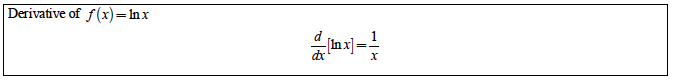 Derivative of f(x) = ln x
d/dx [ln x] = 1/x